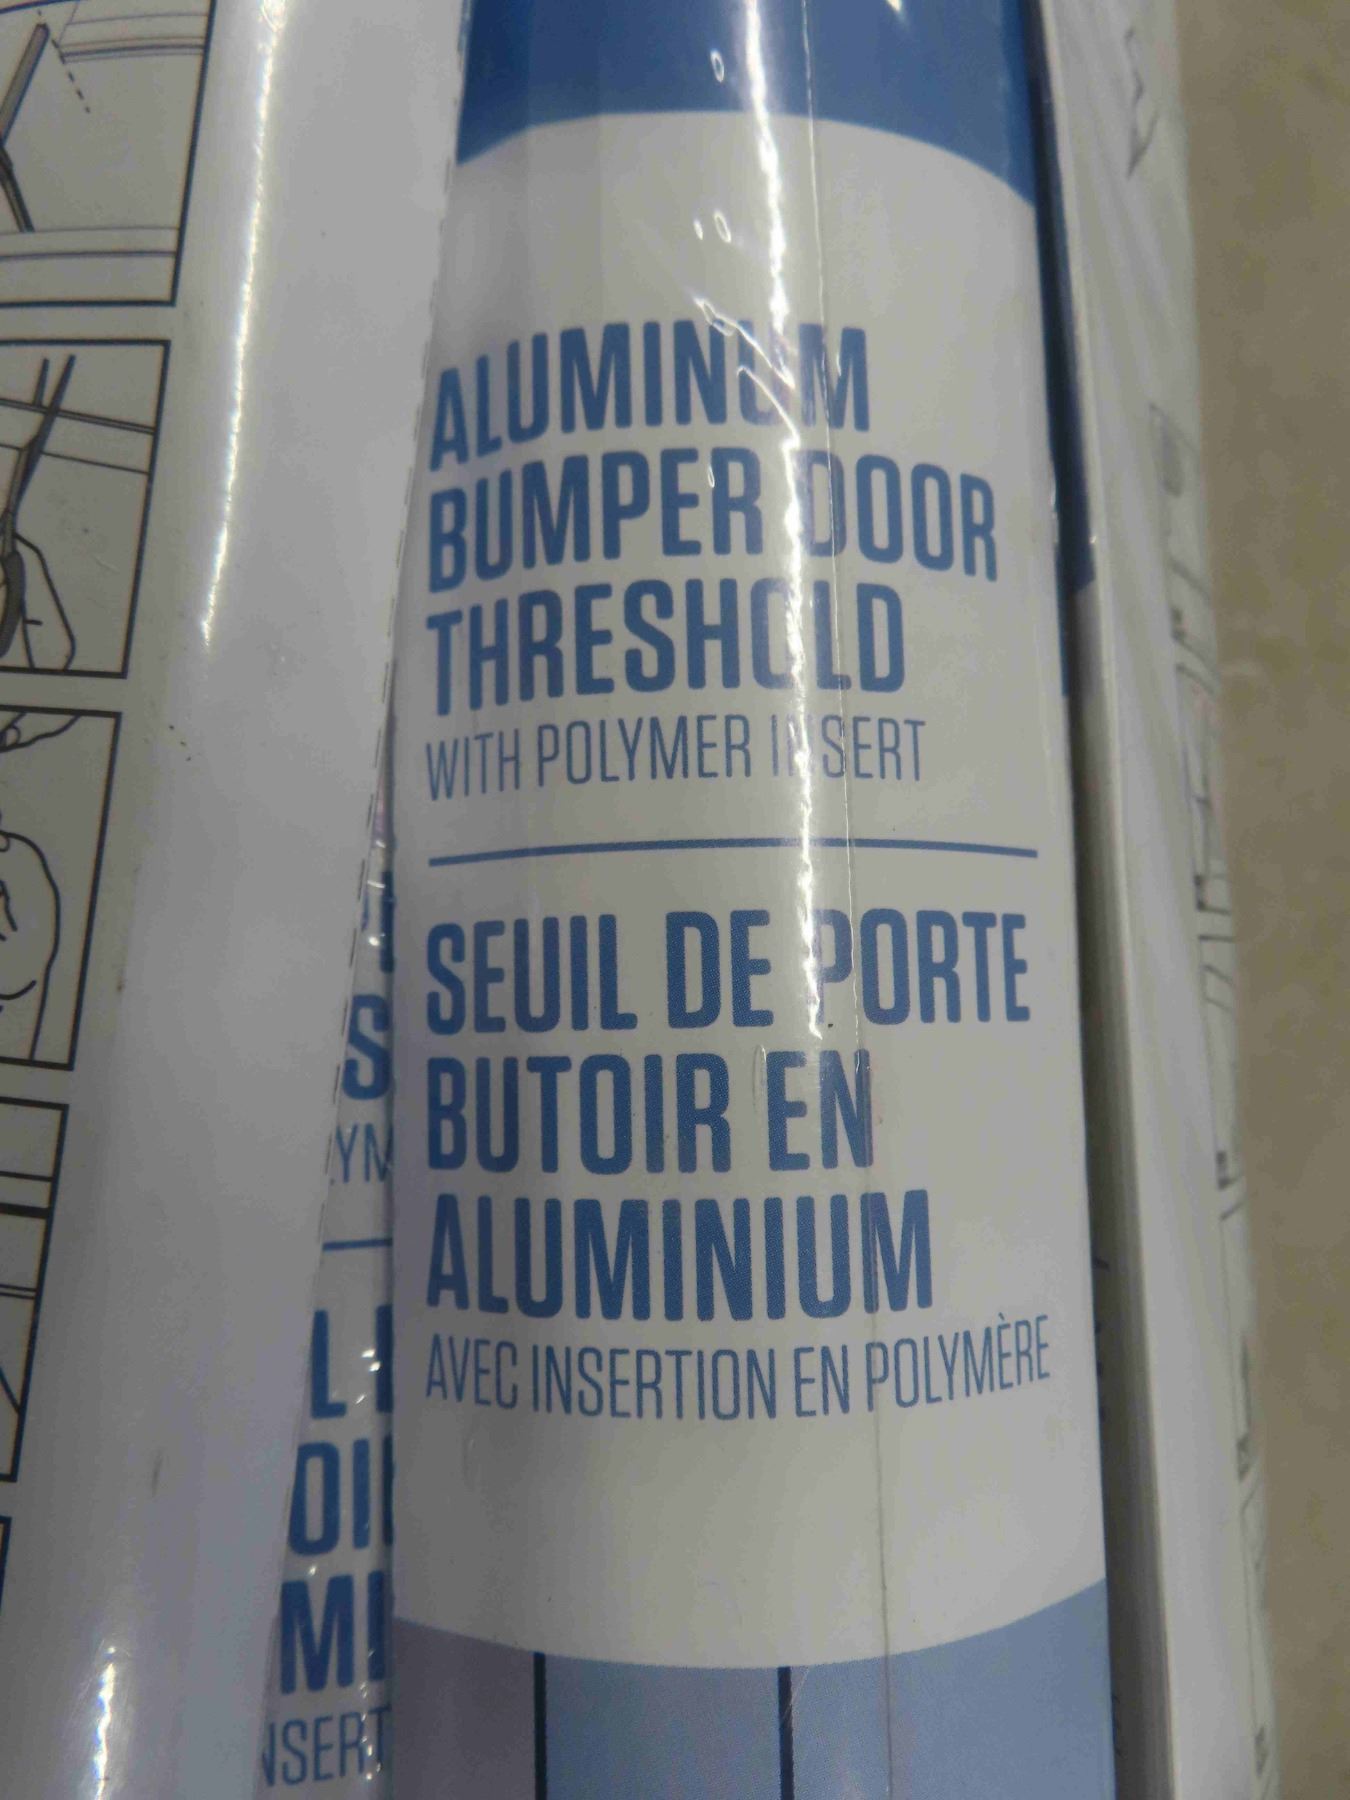 ALUMINUM
BUMPER DOOR
THRESHOLD
WITH POLYMER INSERT
SEUIL DE PORTE
BUTOIR EN
ALUMINIUM
AVEC INSERTION EN POLYMÈRE